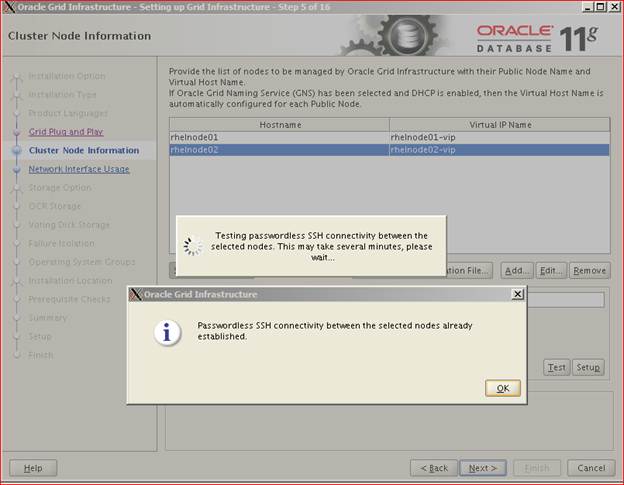 Oracle Grid Infrastructure - Setting up Grid Infrastructure - Step 5 of 16
Cluster Node Information
ORACLE
DATABASE 11g
Installation Option
Installation Type
Product Languages
Grid Plug and Play
Cluster Node Information
Network Interface Usage
Storage Option
OCR Storage
Voting Disk Storage
Failure Isolation
Operating System Groups
Installation Location
Prerequisite Checks
Summary
Setup
Finish
Provide the list of nodes to be managed by Oracle Grid Infrastructure with their Public Node Name and
Virtual Host Name.
If Oracle Grid Naming Service (GNS) has been selected and DHCP is enabled, then the Virtual Host Name is
automatically configured for each Public Node.
Hostname Virtual IP Name
rhelnode01 rhelnode01-vip
rhelnode02 rhelnode02-vip
Testing passwordless SSH connectivity between the
selected nodes. This may take several minutes, please
wait...
File... Add... Edit... Remove
Oracle Grid Infrastructure
Passwordless SSH connectivity between the selected nodes already
established.
OK
Test Setup
Help < Back Next > Finish Cancel